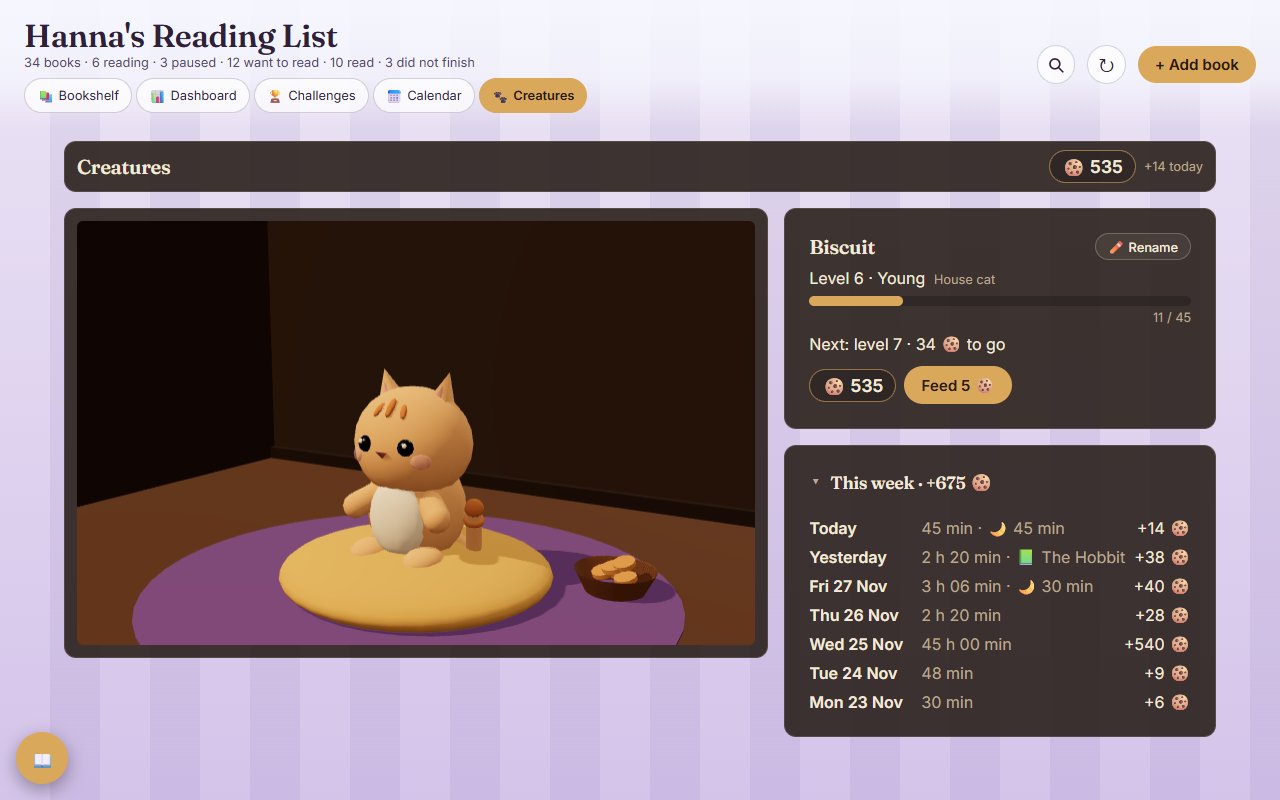 Hanna's Reading List
34 books · 6 reading · 3 paused · 12 want to read · 10 read · 3 did not finish
Bookshelf Dashboard Challenges Calendar Creatures
+ Add book
Creatures
535 +14 today
Biscuit
Rename
Level 6 · Young House cat
11 / 45
Next: level 7 · 34 to go
535 Feed 5
This week · +675
Today 45 min · 45 min +14
Yesterday 2 h 20 min · The Hobbit +38
Fri 27 Nov 3 h 06 min · 30 min +40
Thu 26 Nov 2 h 20 min +28
Wed 25 Nov 45 h 00 min +540
Tue 24 Nov 48 min +9
Mon 23 Nov 30 min +6